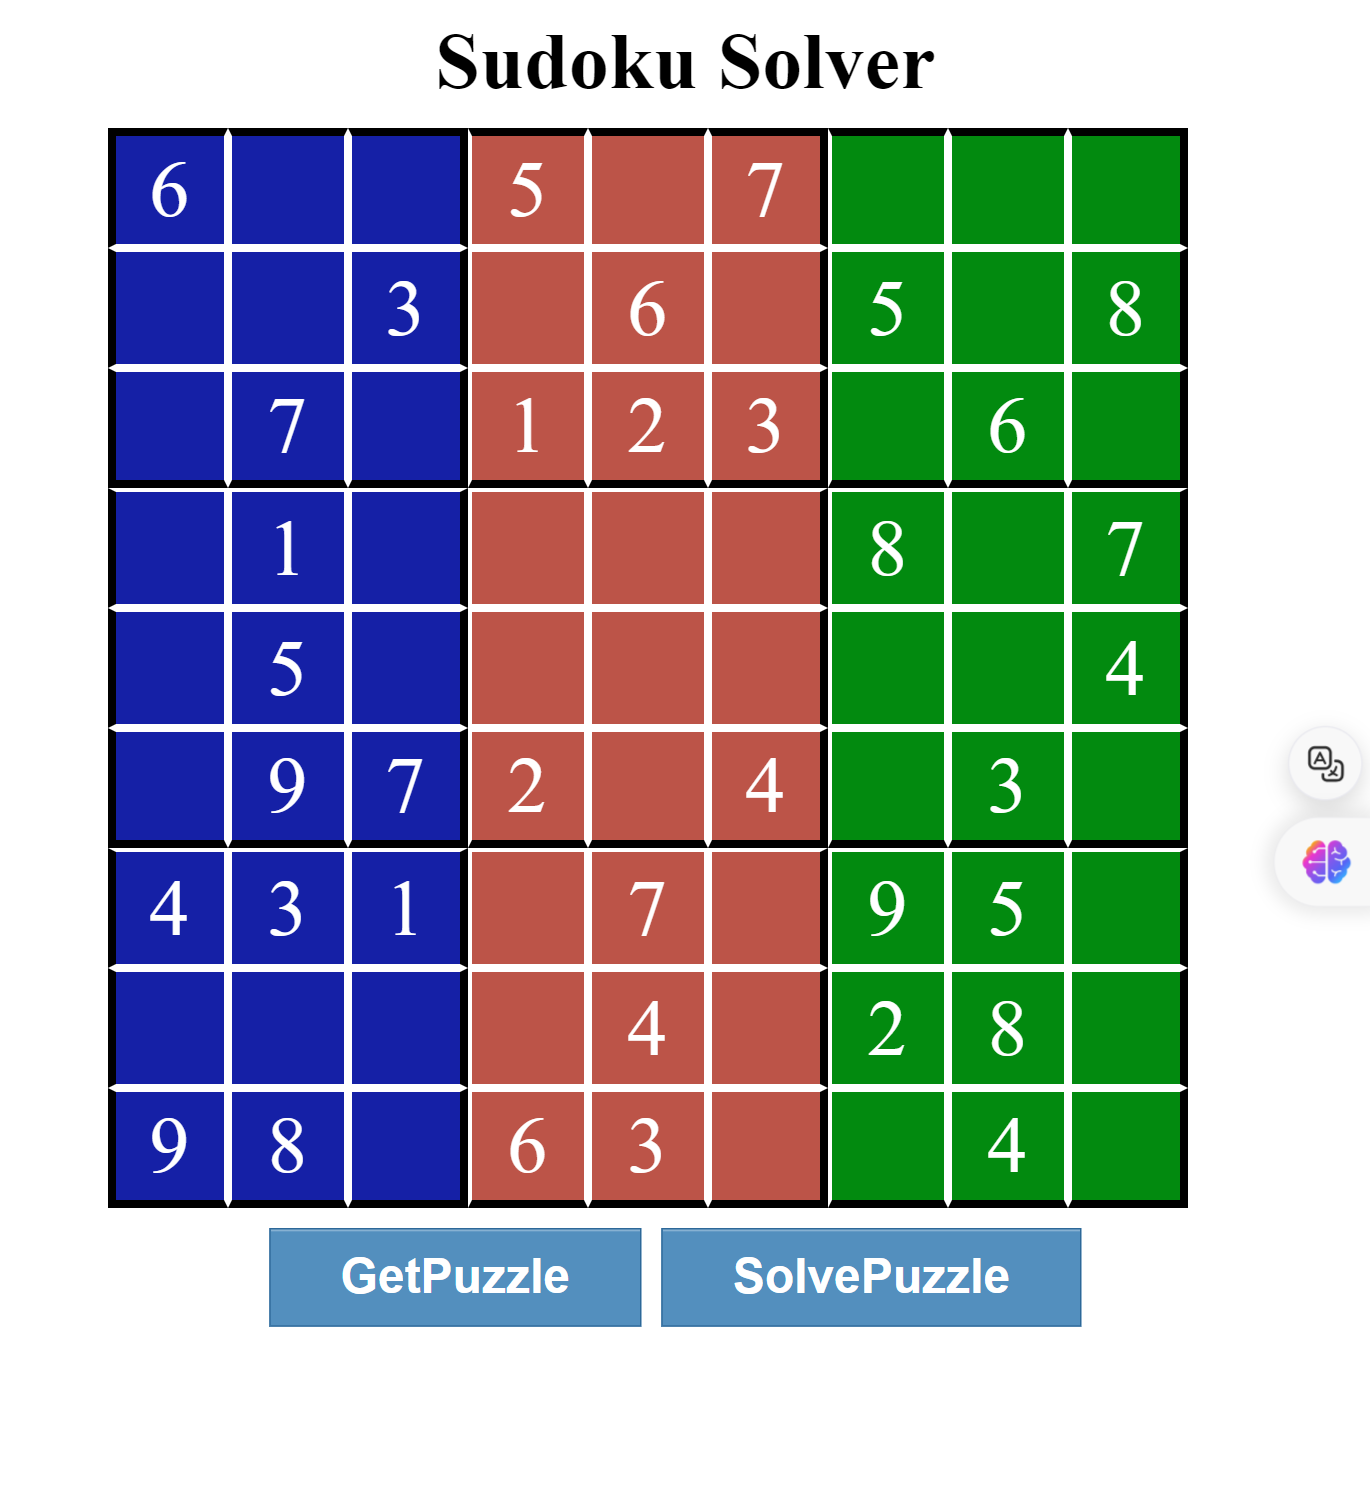 Sudoku Solver
6 5 7
3 6 5 8
7 1 2 3 6
1 8 7
5 4
9 7 2 4 3
4 3 1 7 9 5
4 2 8
9 8 6 3 4
GetPuzzle SolvePuzzle